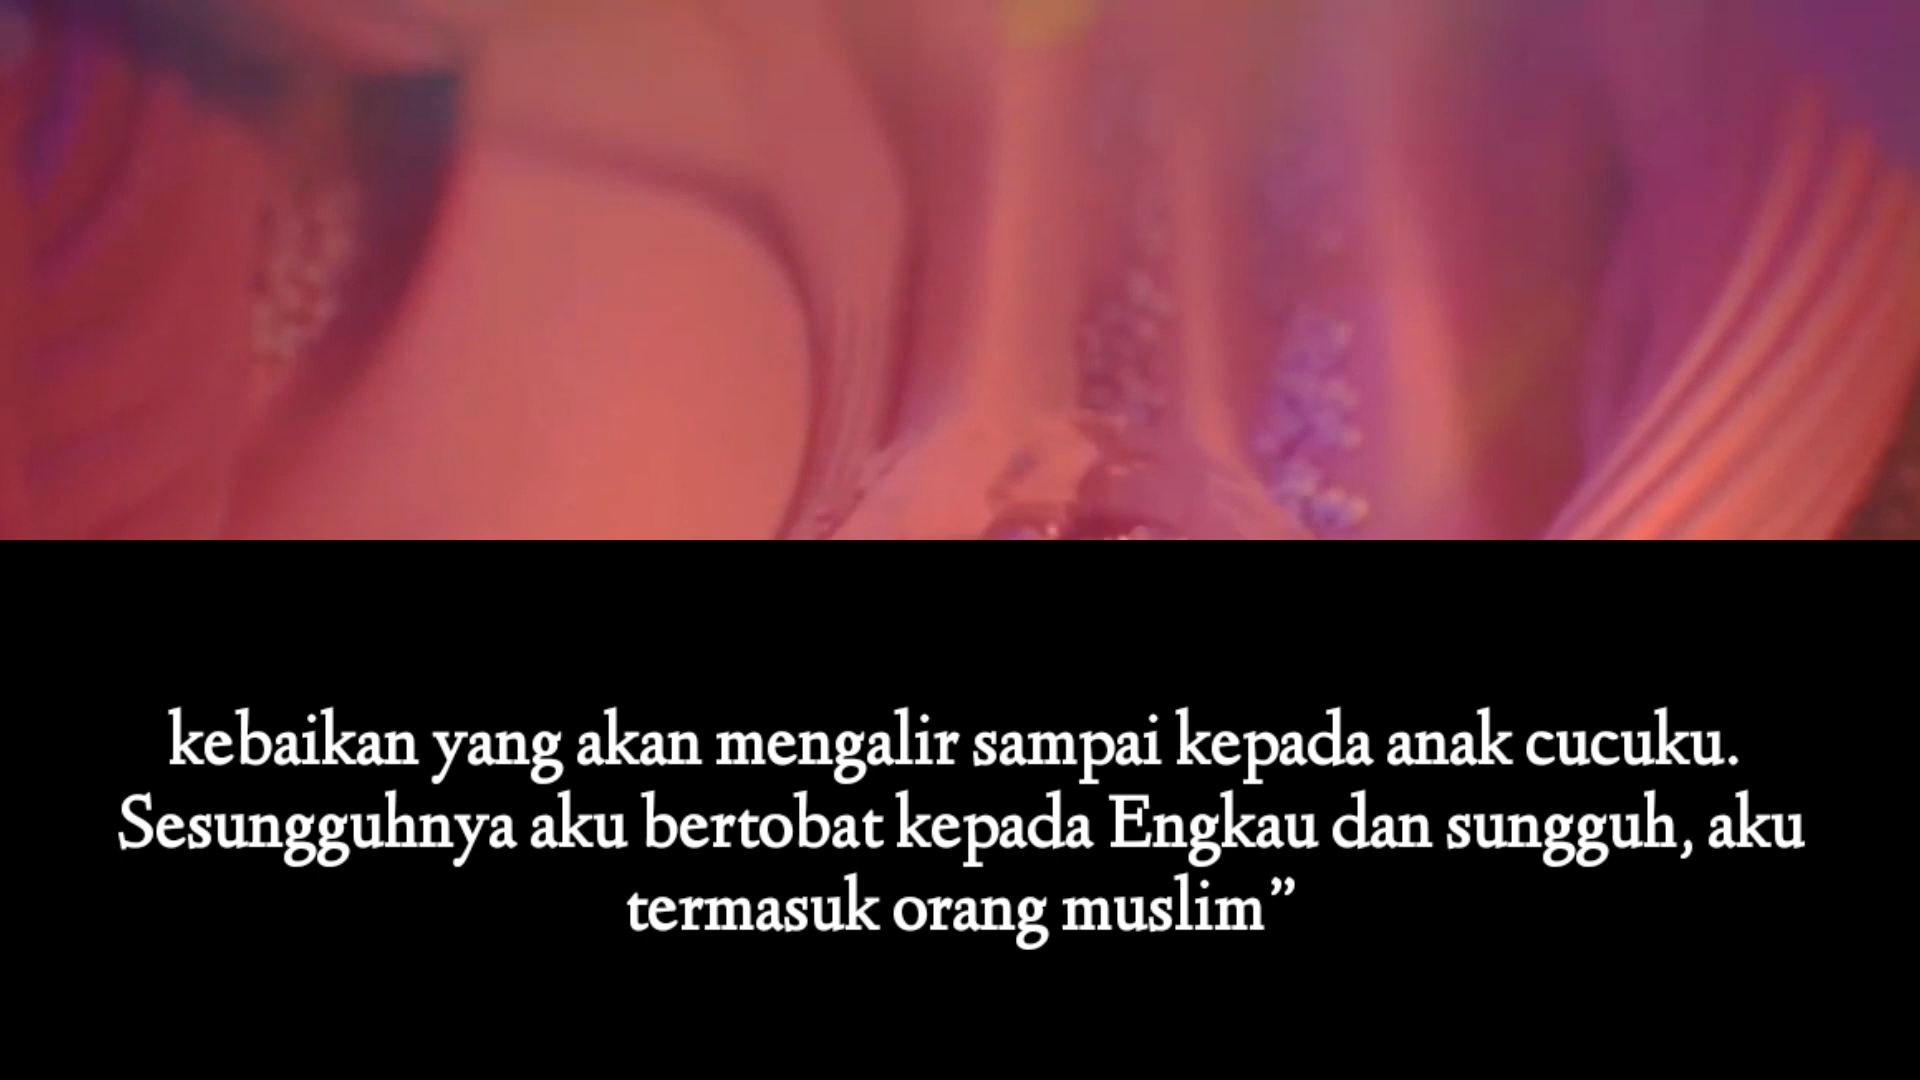 kebaikan yang akan mengalir sampai kepada anak cucuku.
Sesungguhnya aku bertobat kepada Engkau dan sungguh, aku
termasuk orang muslim”